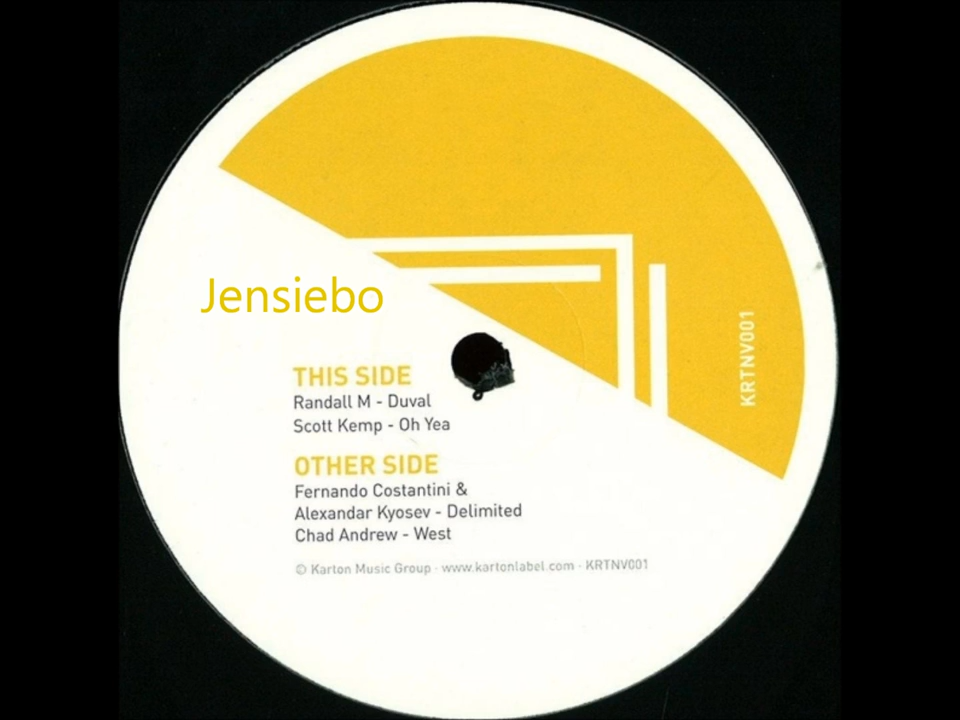 Jensiebo
KRTNV001
THIS SIDE
Randall M - Duval
Scott Kemp - Oh Yea
OTHER SIDE
Fernando Costantini &
Alexandar Kyosev - Delimited
Chad Andrew - West
© Karton Music Group · www.kartonlabel.com · KRTNV001